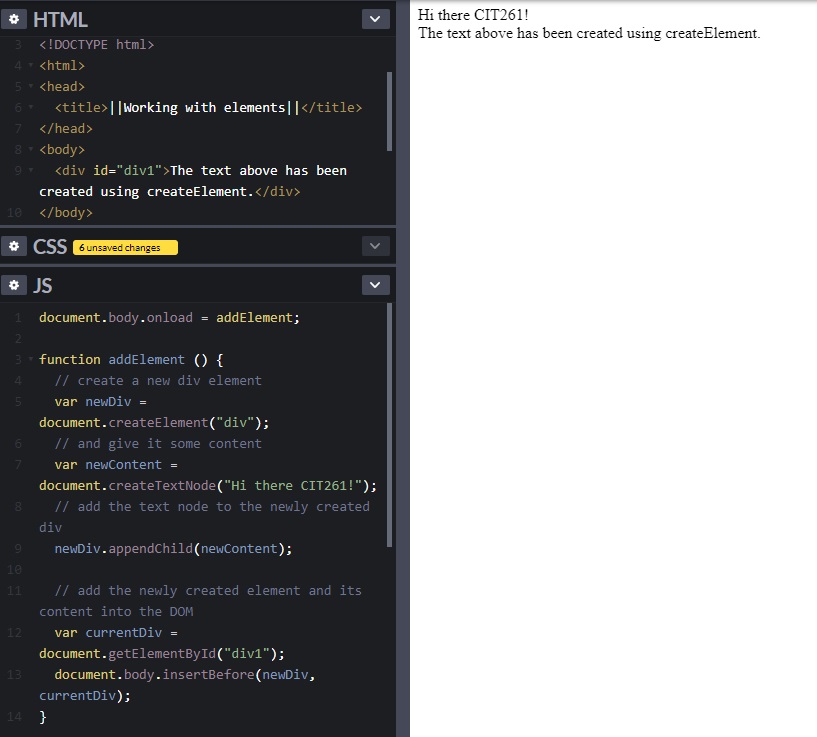 HTML
3 <!DOCTYPE html>
4 <html>
5 <head>
6 <title>||Working with elements||</title>
7 </head>
8 <body>
9 <div id="div1">The text above has been
created using createElement.</div>
10 </body>
CSS 6 unsaved changes
JS
1 document.body.onload = addElement;
2
3 function addElement () {
4 // create a new div element
5 var newDiv =
document.createElement("div");
6 // and give it some content
7 var newContent =
document.createTextNode("Hi there CIT261!");
8 // add the text node to the newly created
div
9 newDiv.appendChild(newContent);
10
11 // add the newly created element and its
content into the DOM
12 var currentDiv =
document.getElementById("div1");
13 document.body.insertBefore(newDiv,
currentDiv);
14 }
Hi there CIT261!
The text above has been created using createElement.